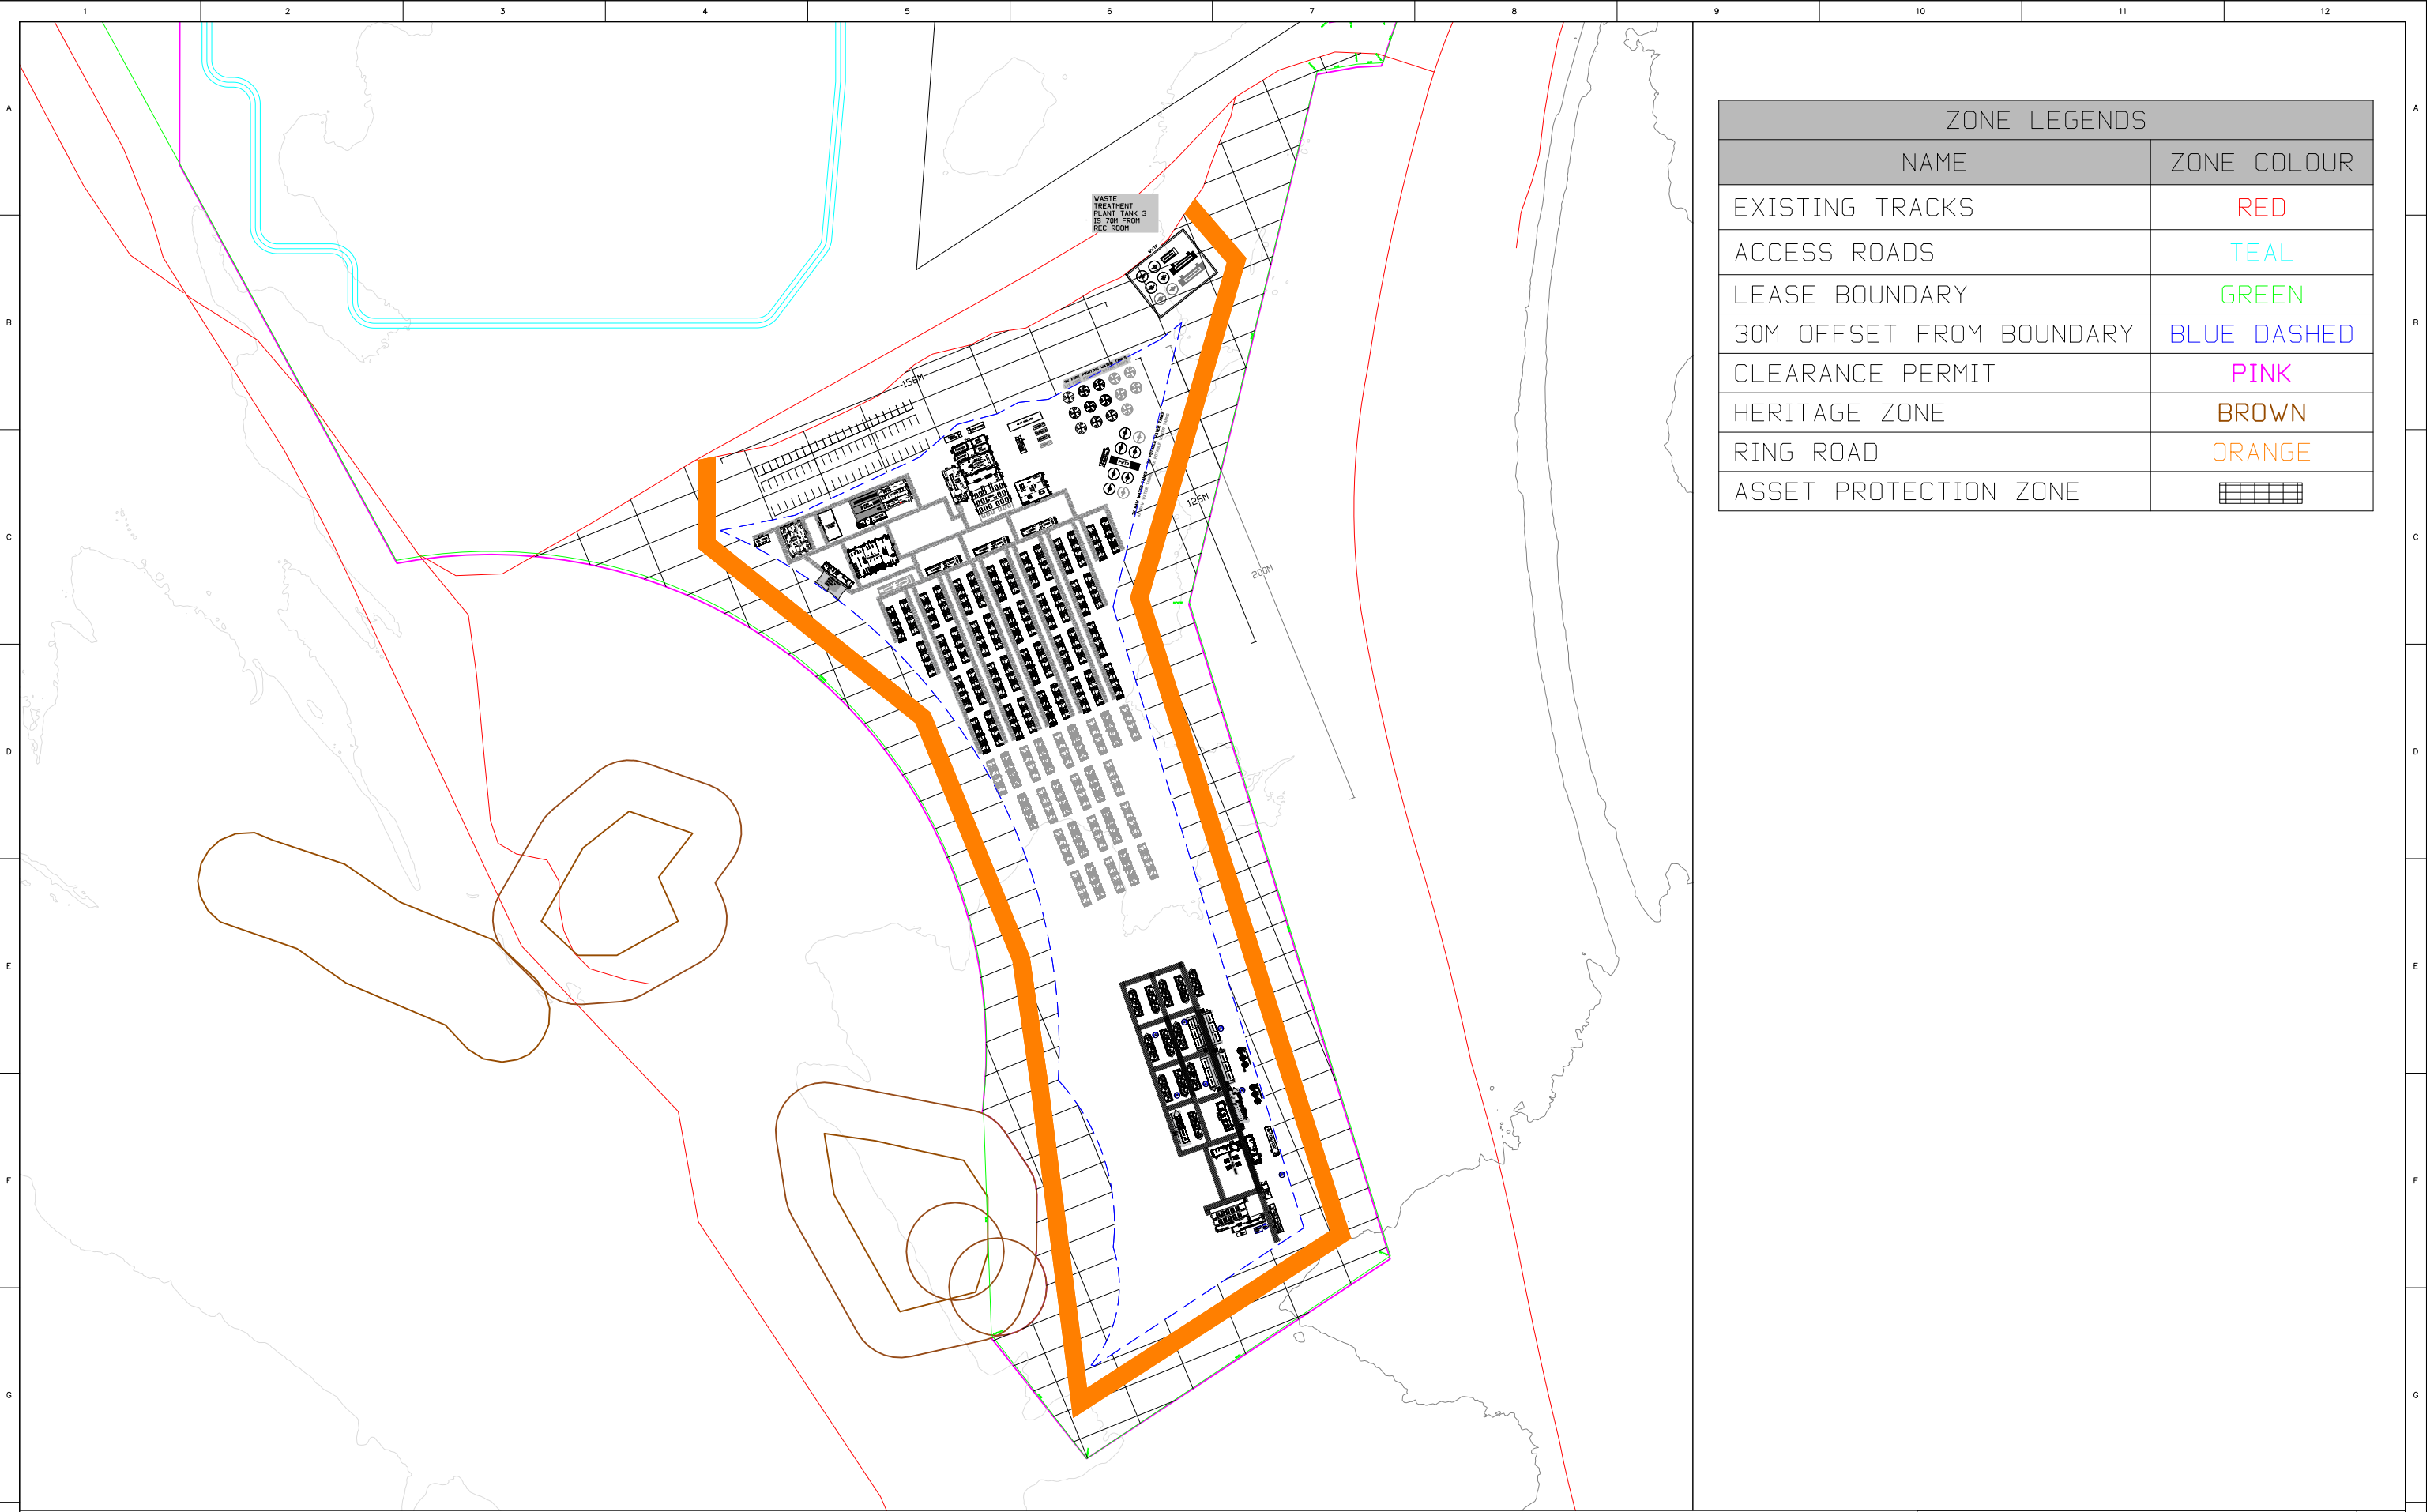 1 2 3 4 5 6 7 8 9 10 11 12
A A
ZONE LEGENDS
NAME ZONE COLOUR
EXISTING TRACKS RED
ACCESS ROADS TEAL
LEASE BOUNDARY GREEN
30M OFFSET FROM BOUNDARY BLUE DASHED
CLEARANCE PERMIT PINK
HERITAGE ZONE BROWN
RING ROAD ORANGE
ASSET PROTECTION ZONE
WASTE
TREATMENT
PLANT TANK 3
IS 70M FROM
REC ROOM
B B
158M
126M
C C
200M
D D
E E
F F
G G